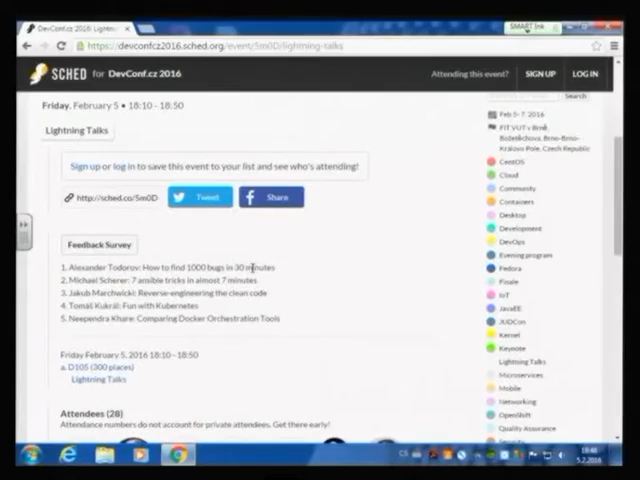 DevConf.cz 2016: Lightnin
SMART Ink
https://devconfcz2016.sched.org/event/5m0D/lightning-talks
SCHED for DevConf.cz 2016
Attending this event? SIGN UP or LOG IN
Friday, February 5 • 18:10 - 18:50
Search
Lightning Talks
Feb 5-7, 2016
FIT VUT v Brně,
Božetěchova, Brno-Brno-
Královo Pole, Czech Republic
Sign up or log in to save this event to your list and see who's attending!
http://sched.co/5m0D Tweet Share
Feedback Survey
1. Alexander Todorov: How to find 1000 bugs in 30 minutes
2. Michael Scherer: 7 ansible tricks in almost 7 minutes
3. Jakub Marchwicki: Reverse-engineering the clean code
4. Tomáš Kukrál: Fun with Kubernetes
5. Neependra Khare: Comparing Docker Orchestration Tools
Friday February 5, 2016 18:10 - 18:50
a. D105 (300 places)
Lightning Talks
Attendees (28)
Attendance numbers do not account for private attendees. Get there early!
CentOS
Cloud
Community
Containers
Desktop
Development
DevOps
Evening program
Fedora
Finale
IoT
JavaEE
JUDCon
Kernel
Keynote
Lightning Talks
Microservices
Mobile
Networking
OpenShift
Quality Assurance
Security
CS
18:46
5.2.2016